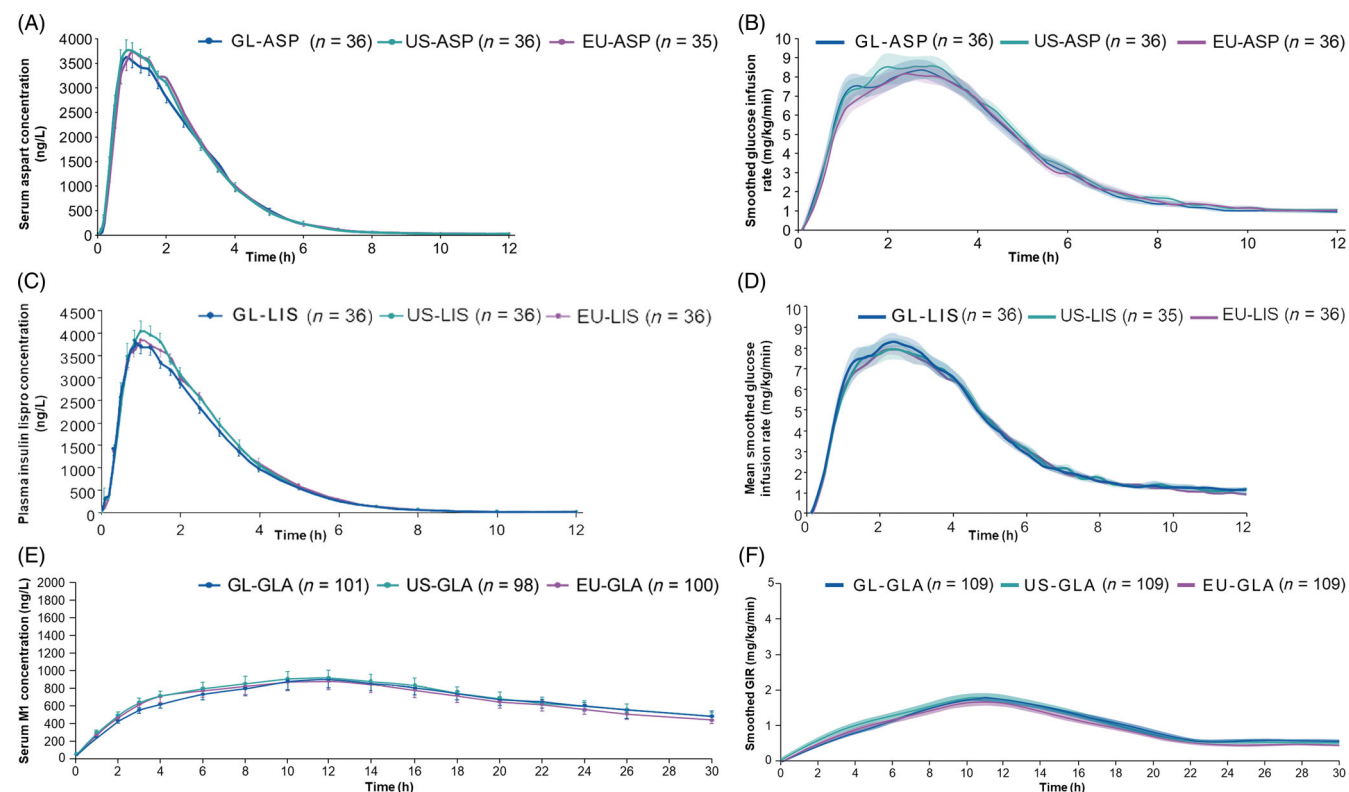 (A)
GL-ASP (n = 36) US-ASP (n = 36) EU-ASP (n = 35)
Serum aspart concentration
(ng/L)
4000
3500
3000
2500
2000
1500
1000
500
0
0 2 4 6 8 10 12
Time (h)
(B)
GL-ASP (n = 36) US-ASP (n = 36) EU-ASP (n = 36)
Smoothed glucose infusion
rate (mg/kg/min)
10
9
8
7
6
5
4
3
2
1
0
0 2 4 6 8 10 12
Time (h)
(C)
GL-LIS (n = 36) US-LIS (n = 36) EU-LIS (n = 36)
Plasma insulin lispro concentration
(ng/L)
4500
4000
3500
3000
2500
2000
1500
1000
500
0
0 2 4 6 8 10 12
Time (h)
(D)
GL-LIS (n = 36) US-LIS (n = 35) EU-LIS (n = 36)
Mean smoothed glucose
infusion rate (mg/kg/min)
10
9
8
7
6
5
4
3
2
1
0
0 2 4 6 8 10 12
Time (h)
(E)
GL-GLA (n = 101) US-GLA (n = 98) EU-GLA (n = 100)
Serum M1 concentration (ng/L)
2000
1800
1600
1400
1200
1000
800
600
400
200
0
0 2 4 6 8 10 12 14 16 18 20 22 24 26 30
Time (h)
(F)
GL-GLA (n = 109) US-GLA (n = 109) EU-GLA (n = 109)
Smoothed GIR (mg/kg/min)
5
4
3
2
1
0
0 2 4 6 8 10 12 14 16 18 20 22 24 26 28 30
Time (h)